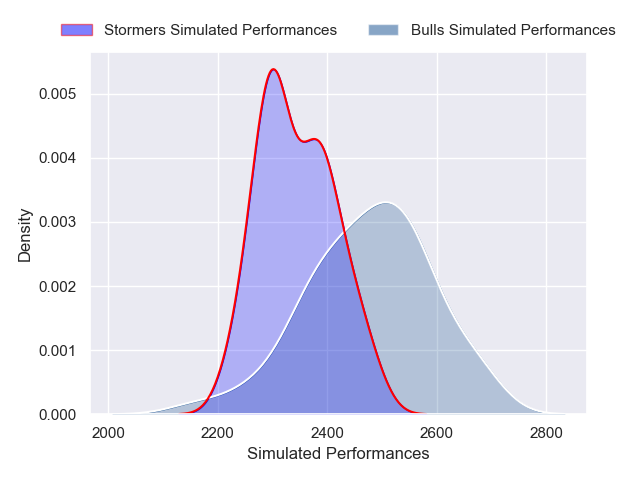 Stormers Simulated Performances Bulls Simulated Performances
0.005
0.004
0.003
0.002
0.001
0.000
Density
2000 2200 2400 2600 2800
Simulated Performances